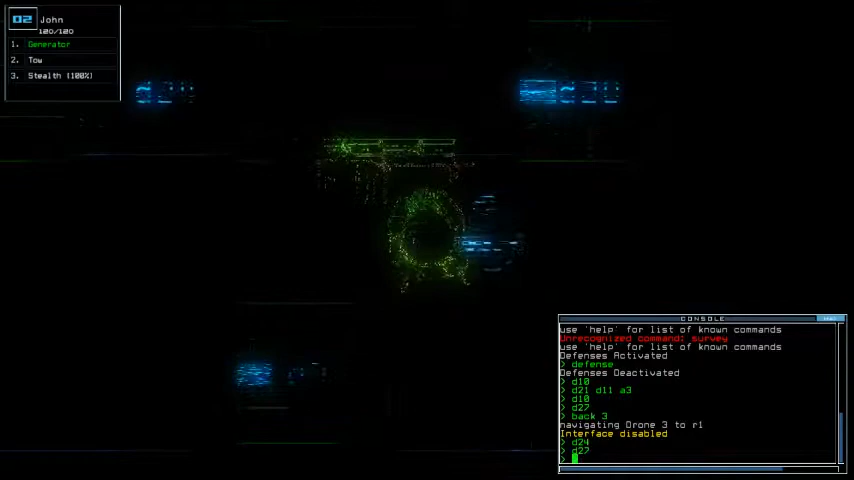 02 John
120/120
1. Generator
2. Tow
3. Stealth (100%)
CONSOLE
use 'help' for list of known commands
Unrecognized command: survey
use 'help' for list of known commands
Defenses Activated
> defense
Defenses Deactivated
> d10
> d21 d11 a3
> d10
> d27
> back 3
navigating Drone 3 to r1
Interface disabled
> d24
> d27
>